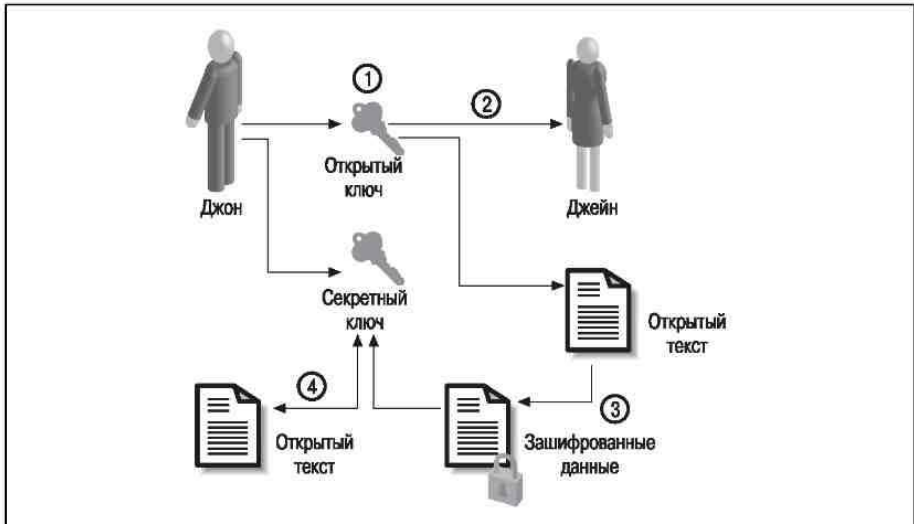 ①
②
Открытый
ключ
Джон
Джейн
Секретный
ключ
Открытый
текст
④
③
Открытый
текст
Зашифрованные
данные